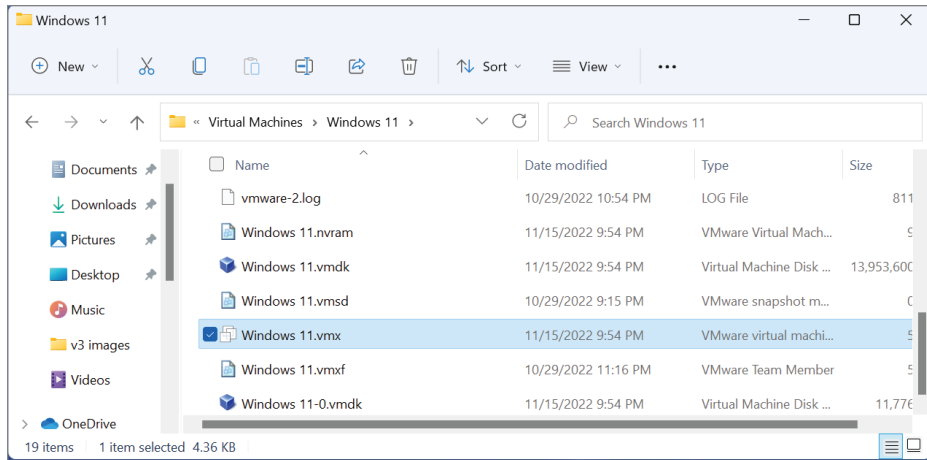 Windows 11
New Sort View
« Virtual Machines > Windows 11 > Search Windows 11
Name Date modified Type Size
Documents
Downloads
Pictures
Desktop
Music
v3 images
Videos
OneDrive
vmware-2.log 10/29/2022 10:54 PM LOG File 811
Windows 11.nvram 11/15/2022 9:54 PM VMware Virtual Mach...
Windows 11.vmdk 11/15/2022 9:54 PM Virtual Machine Disk ... 13,953,600
Windows 11.vmsd 10/29/2022 9:15 PM VMware snapshot m...
Windows 11.vmx 11/15/2022 9:54 PM VMware virtual machi...
Windows 11.vmxf 10/29/2022 11:16 PM VMware Team Member
Windows 11-0.vmdk 11/15/2022 9:54 PM Virtual Machine Disk ... 11,776
19 items 1 item selected 4.36 KB